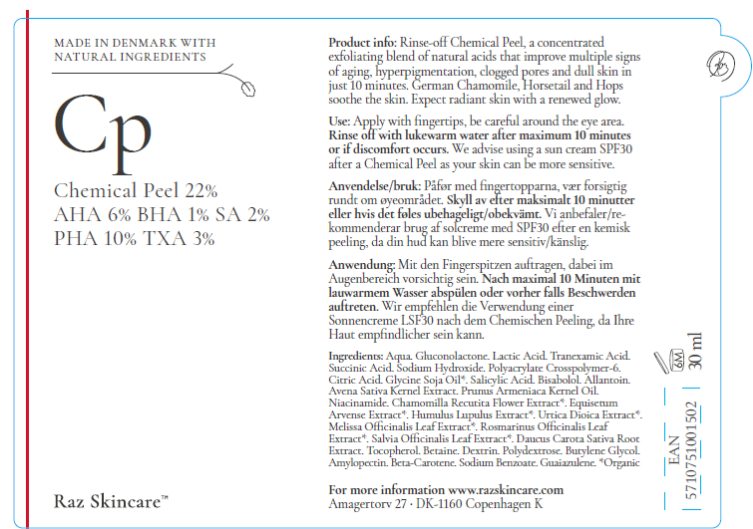 MADE IN DENMARK WITH
NATURAL INGREDIENTS
Cp
Chemical Peel 22%
AHA 6% BHA 1% SA 2%
PHA 10% TXA 3%
Raz Skincare™
Product info: Rinse-off Chemical Peel, a concentrated
exfoliating blend of natural acids that improve multiple signs
of aging, hyperpigmentation, clogged pores and dull skin in
just 10 minutes. German Chamomile, Horsetail and Hops
soothe the skin. Expect radiant skin with a renewed glow.
Use: Apply with fingertips, be careful around the eye area.
Rinse off with lukewarm water after maximum 10 minutes
or if discomfort occurs. We advise using a sun cream SPF30
after a Chemical Peel as your skin can be more sensitive.
Anvendelse/bruk: Påfør med fingertopparna, vær forsigtig
rundt om øyeområdet. Skyll av efter maksimalt 10 minutter
eller hvis det føles ubehageligt/obekvämt. Vi anbefaler/re-
kommenderar brug af solcreme med SPF30 efter en kemisk
peeling, da din hud kan blive mere sensitiv/känslig.
Anwendung: Mit den Fingerspitzen auftragen, dabei im
Augenbereich vorsichtig sein. Nach maximal 10 Minuten mit
lauwarmem Wasser abspülen oder vorher falls Beschwerden
auftreten. Wir empfehlen die Verwendung einer
Sonnencreme LSF30 nach dem Chemischen Peeling, da Ihre
Haut empfindlicher sein kann.
Ingredients: Aqua. Gluconolactone. Lactic Acid. Tranexamic Acid.
Succinic Acid. Sodium Hydroxide. Polyacrylate Crosspolymer-6.
Citric Acid. Glycine Soja Oil*. Salicylic Acid. Bisabolol. Allantoin.
Avena Sativa Kernel Extract. Prunus Armeniaca Kernel Oil.
Niacinamide. Chamomilla Recutita Flower Extract*. Equisetum
Arvense Extract*. Humulus Lupulus Extract*. Urtica Dioica Extract*.
Melissa Officinalis Leaf Extract*. Rosmarinus Officinalis Leaf
Extract*. Salvia Officinalis Leaf Extract*. Daucus Carota Sativa Root
Extract. Tocopherol. Betaine. Dextrin. Polydextrose. Butylene Glycol.
Amylopectin. Beta-Carotene. Sodium Benzoate. Guaiazulene. *Organic
For more information www.razskincare.com
Amagertorv 27 · DK-1160 Copenhagen K
6M
30 ml
EAN
5710751001502